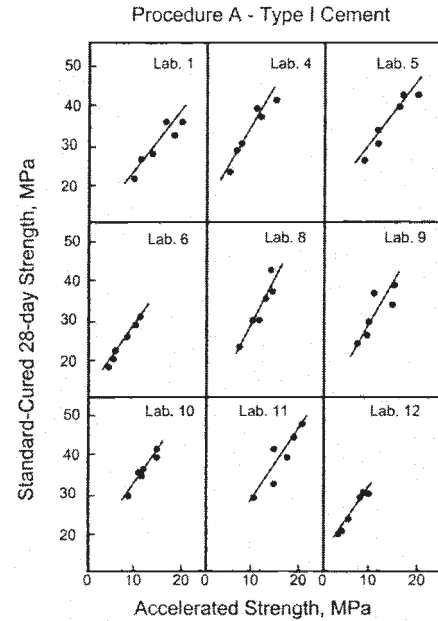 Procedure A - Type I Cement
Standard-Cured 28-day Strength, MPa
50
40
30
20
Lab. 1
Lab. 4
Lab. 5
50
40
30
20
Lab. 6
Lab. 8
Lab. 9
50
40
30
20
Lab. 10
Lab. 11
Lab. 12
0 10 20 0 10 20 0 10 20
Accelerated Strength, MPa